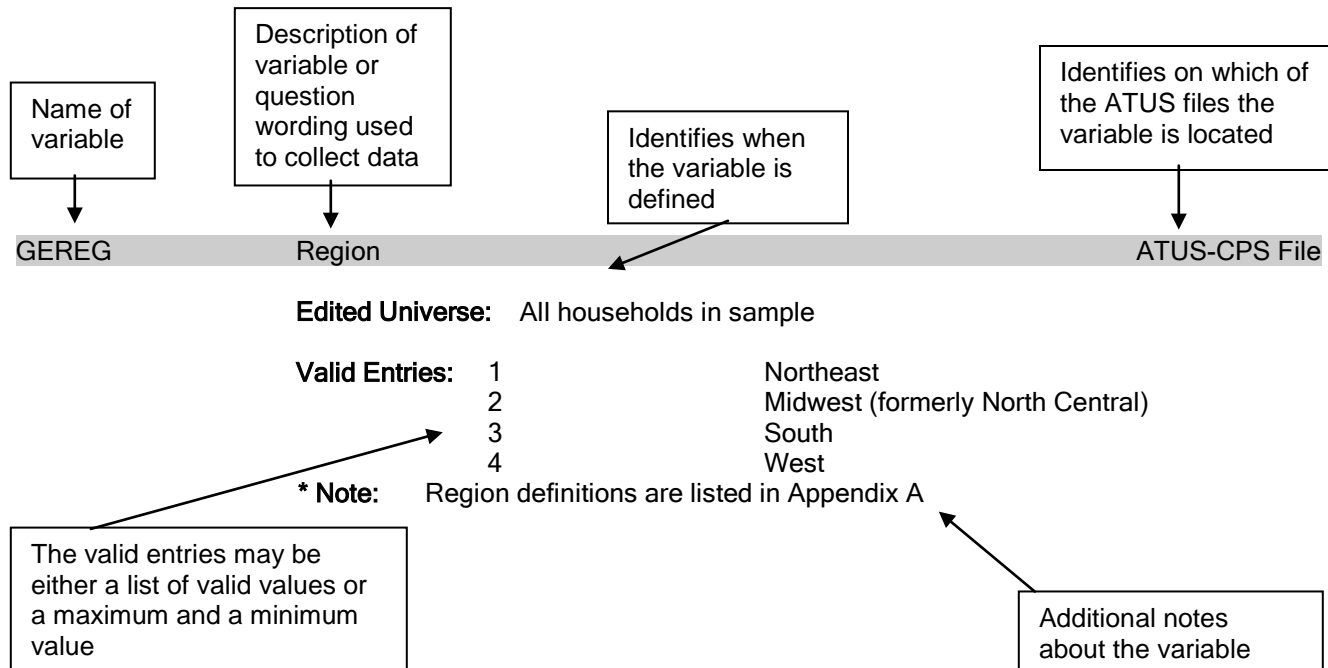 Name of
variable
Description of
variable or
question
wording used
to collect data
Identifies when
the variable is
defined
Identifies on which of
the ATUS files the
variable is located
GEREG Region ATUS-CPS File
Edited Universe: All households in sample
Valid Entries: 1 Northeast
2 Midwest (formerly North Central)
3 South
4 West
* Note: Region definitions are listed in Appendix A
The valid entries may be
either a list of valid values or
a maximum and a minimum
value
Additional notes
about the variable